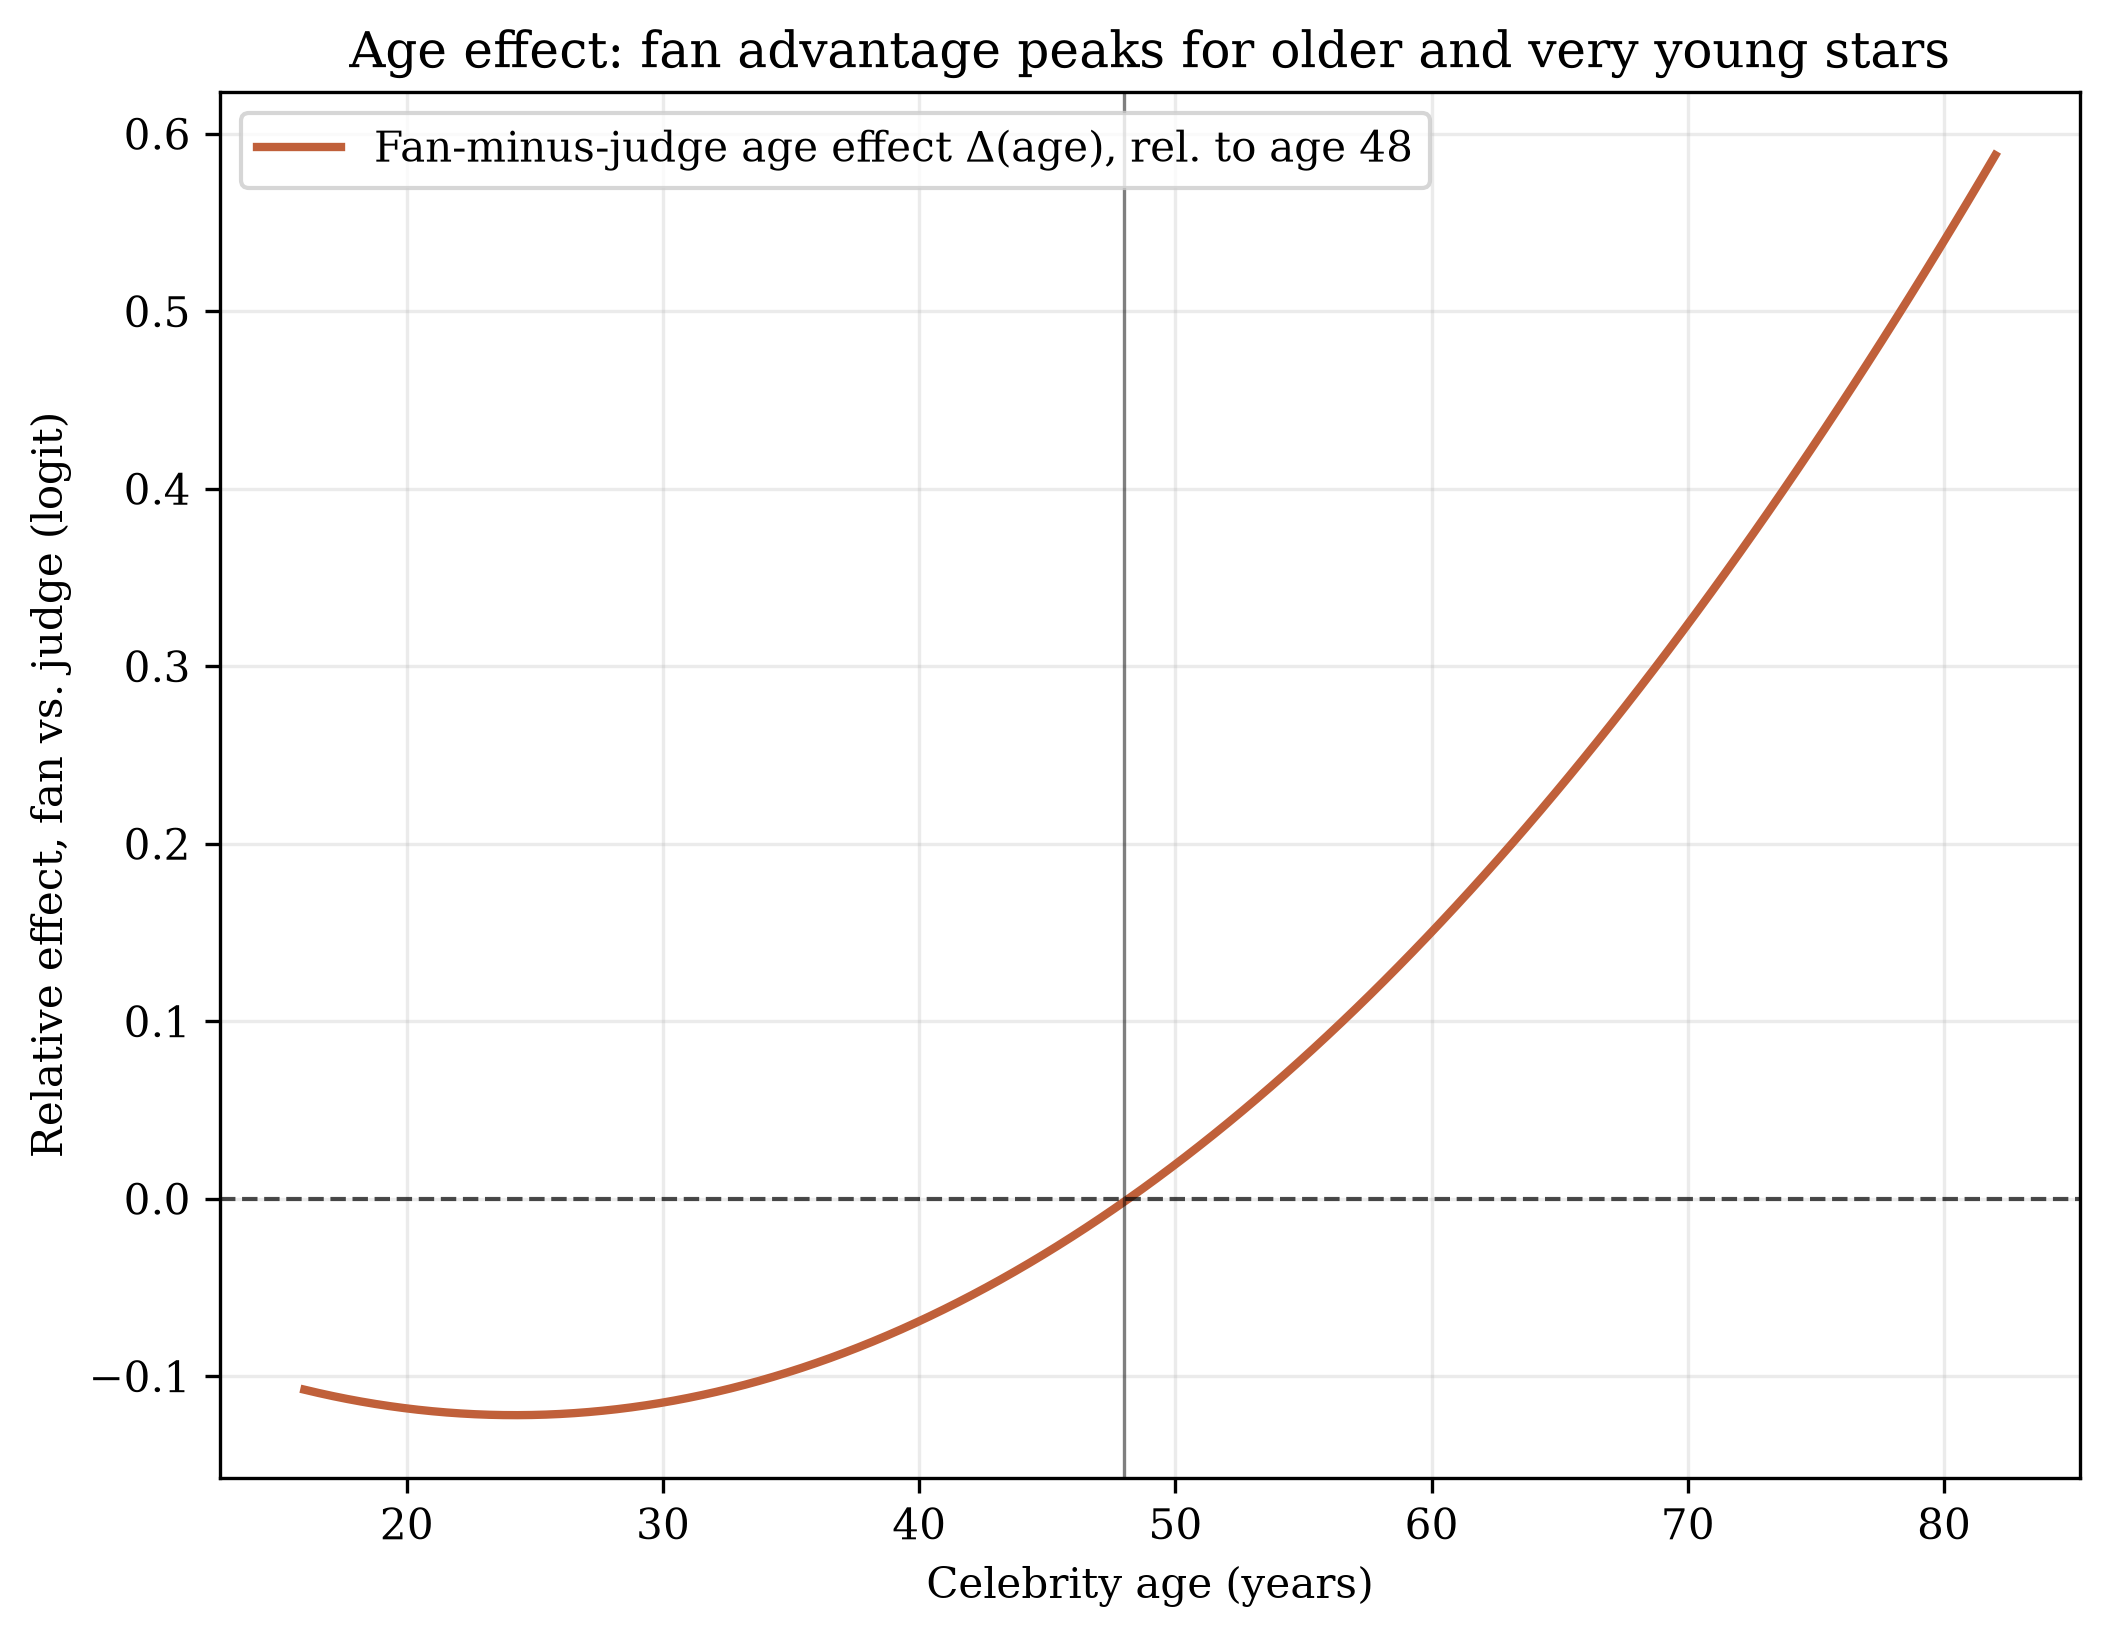 Age effect: fan advantage peaks for older and very young stars
Fan-minus-judge age effect Δ(age), rel. to age 48
Relative effect, fan vs. judge (logit)
0.6
0.5
0.4
0.3
0.2
0.1
0.0
−0.1
20 30 40 50 60 70 80
Celebrity age (years)